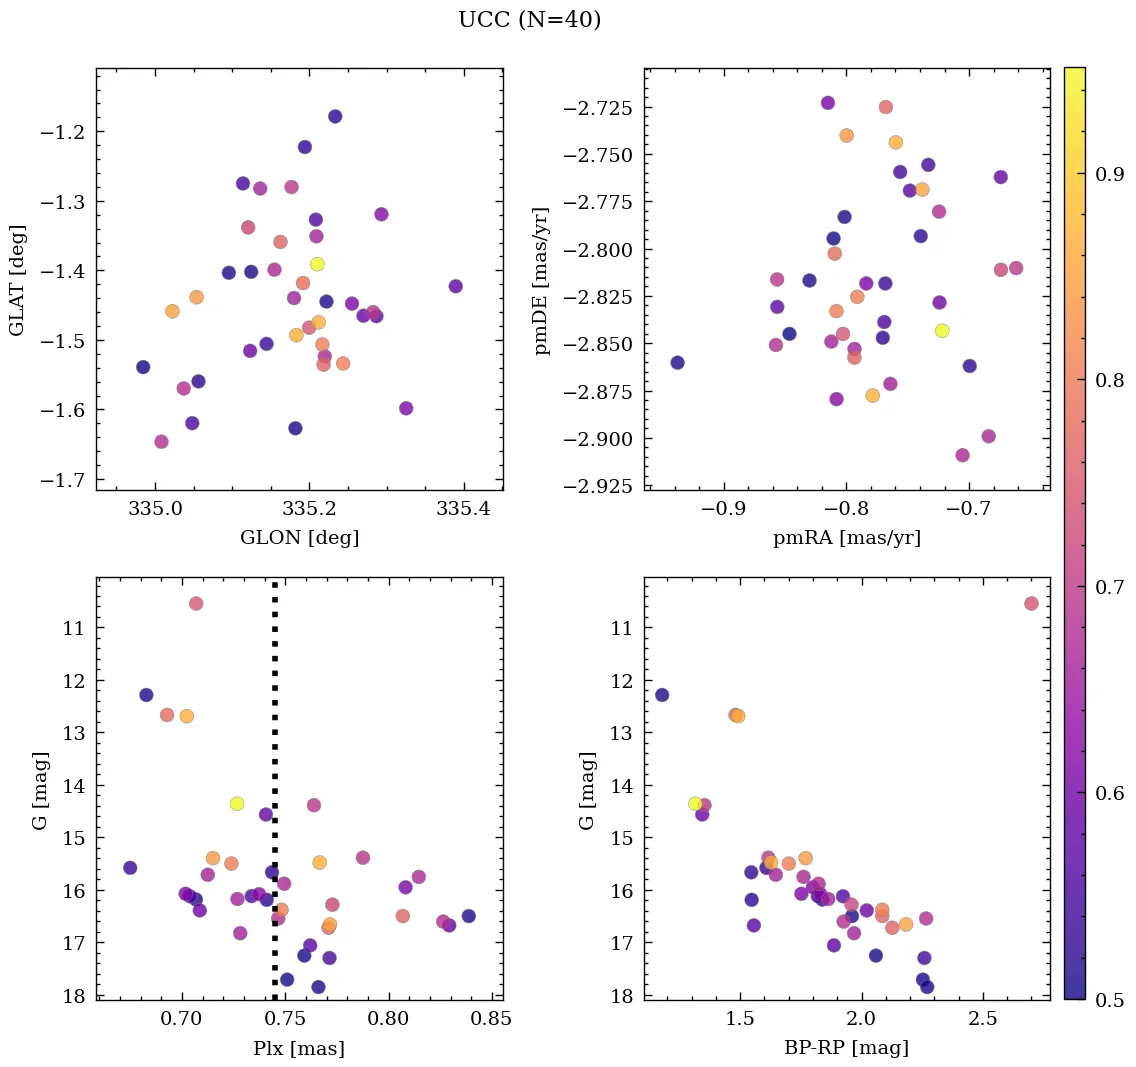 UCC (N=40)
−1.2
−1.3
−1.4
−1.5
−1.6
−1.7
GLAT [deg]
335.0 335.2 335.4
GLON [deg]
−2.725
−2.750
−2.775
−2.800
−2.825
−2.850
−2.875
−2.900
−2.925
pmDE [mas/yr]
−0.9 −0.8 −0.7
pmRA [mas/yr]
11
12
13
14
15
16
17
18
G [mag]
0.70 0.75 0.80 0.85
Plx [mas]
11
12
13
14
15
16
17
18
G [mag]
1.5 2.0 2.5
BP-RP [mag]
0.9
0.8
0.7
0.6
0.5